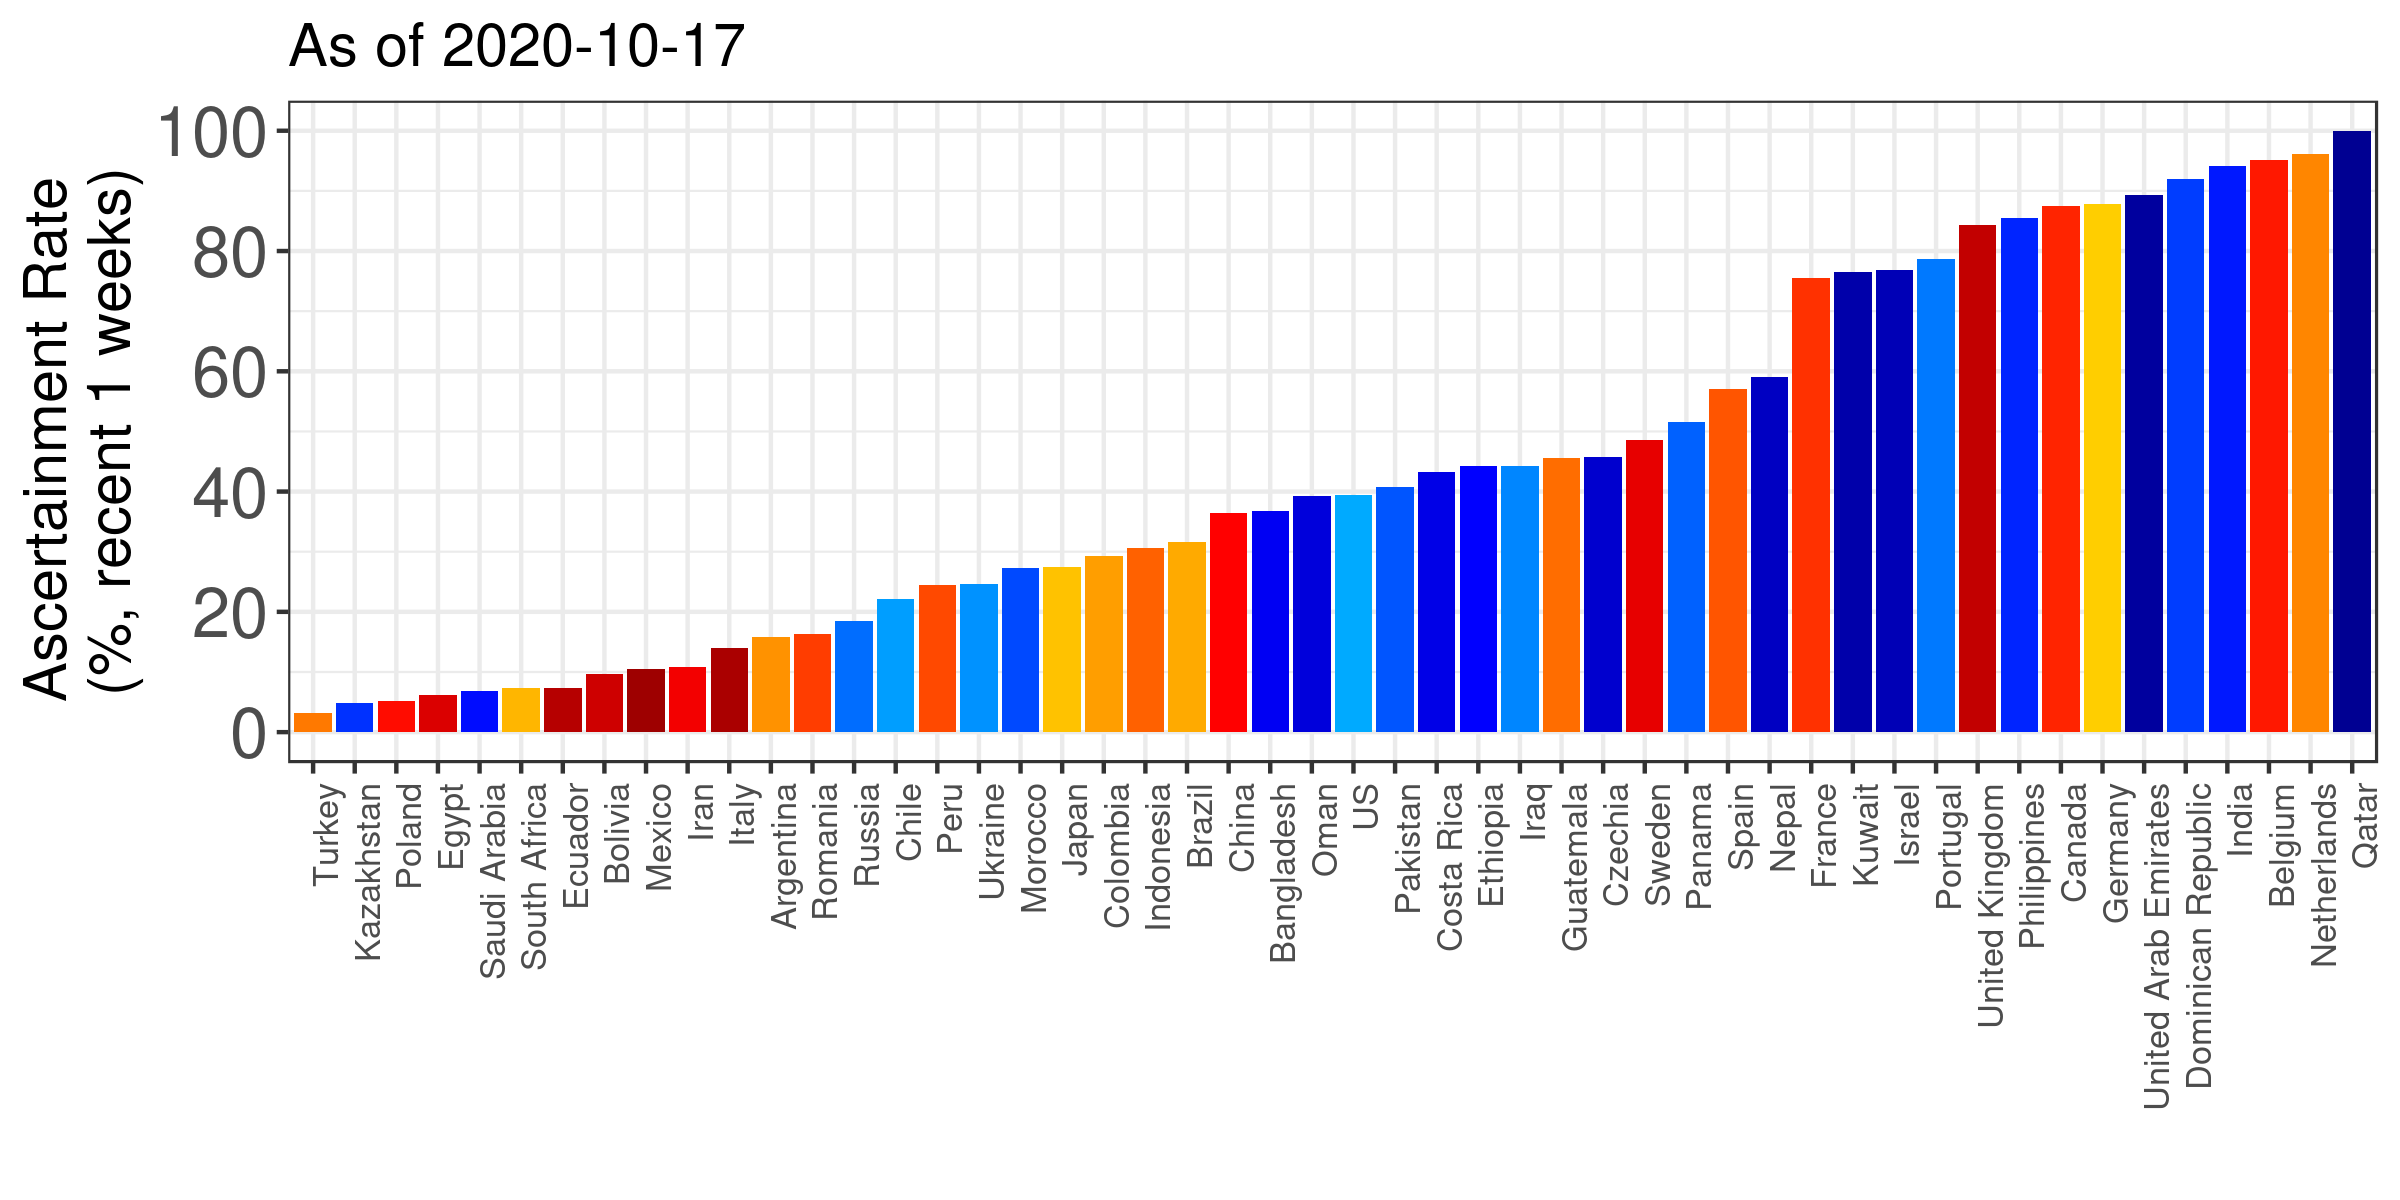 As of 2020-10-17
Ascertainment Rate
(%, recent 1 weeks)
100
80
60
40
20
0
Turkey
Kazakhstan
Poland
Egypt
Saudi Arabia
South Africa
Ecuador
Bolivia
Mexico
Iran
Italy
Argentina
Romania
Russia
Chile
Peru
Ukraine
Morocco
Japan
Colombia
Indonesia
Brazil
China
Bangladesh
Oman
US
Pakistan
Costa Rica
Ethiopia
Iraq
Guatemala
Czechia
Sweden
Panama
Spain
Nepal
France
Kuwait
Israel
Portugal
United Kingdom
Philippines
Canada
Germany
United Arab Emirates
Dominican Republic
India
Belgium
Netherlands
Qatar